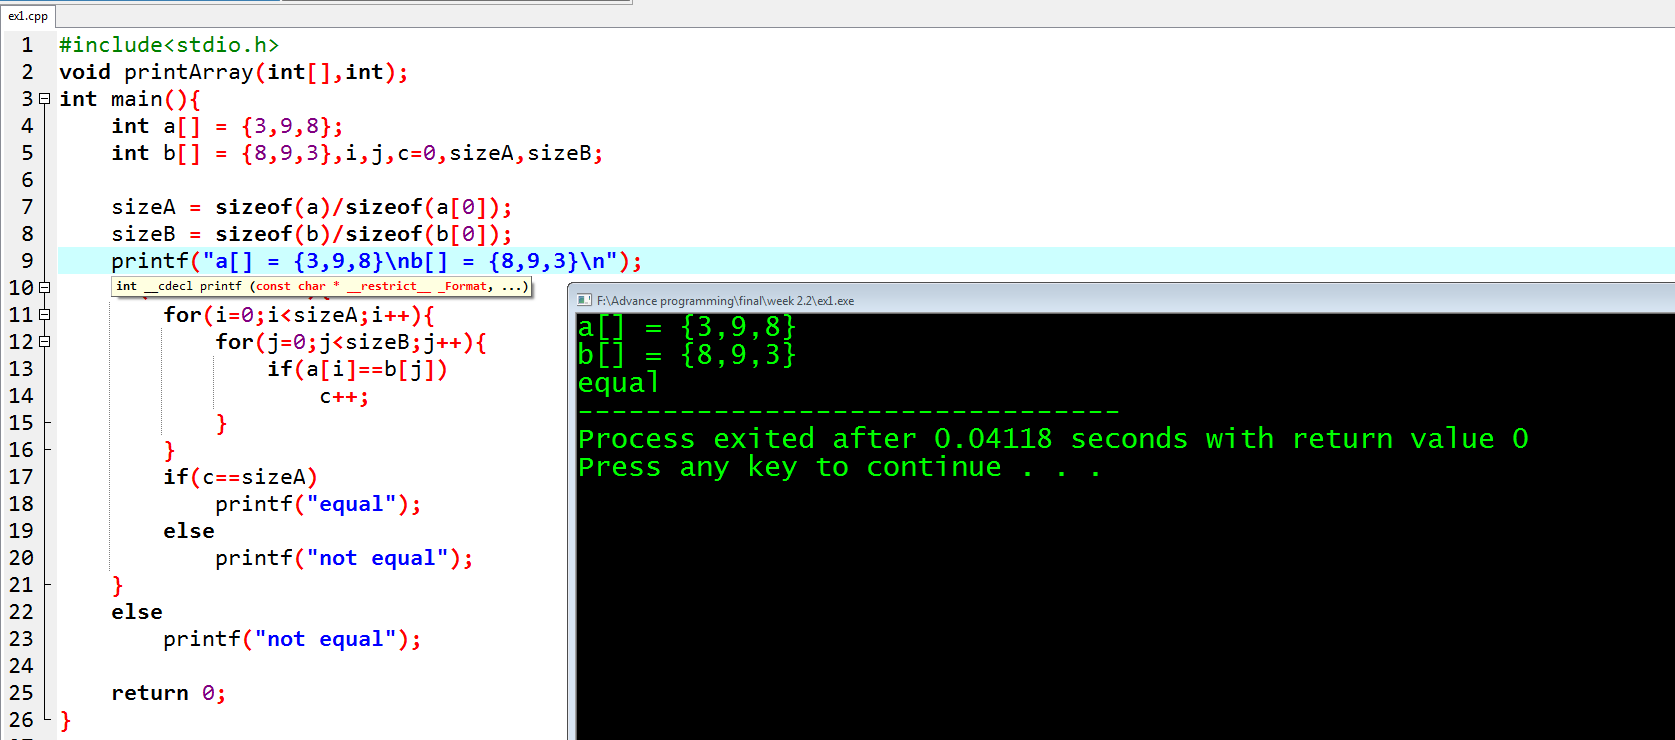 ex1.cpp
1 #include<stdio.h>
2 void printArray(int[],int);
3 int main(){
4 int a[] = {3,9,8};
5 int b[] = {8,9,3},i,j,c=0,sizeA,sizeB;
6
7 sizeA = sizeof(a)/sizeof(a[0]);
8 sizeB = sizeof(b)/sizeof(b[0]);
9 printf("a[] = {3,9,8}\nb[] = {8,9,3}\n");
10
int __cdecl printf (const char * __restrict__ _Format, ...)
11 for(i=0;i<sizeA;i++){
12 for(j=0;j<sizeB;j++){
13 if(a[i]==b[j])
14 c++;
15 }
16 }
17 if(c==sizeA)
18 printf("equal");
19 else
20 printf("not equal");
21 }
22 else
23 printf("not equal");
24
25 return 0;
26 }
F:\Advance programming\final\week 2.2\ex1.exe
a[] = {3,9,8}
b[] = {8,9,3}
equal
--------------------------------
Process exited after 0.04118 seconds with return value 0
Press any key to continue . . .